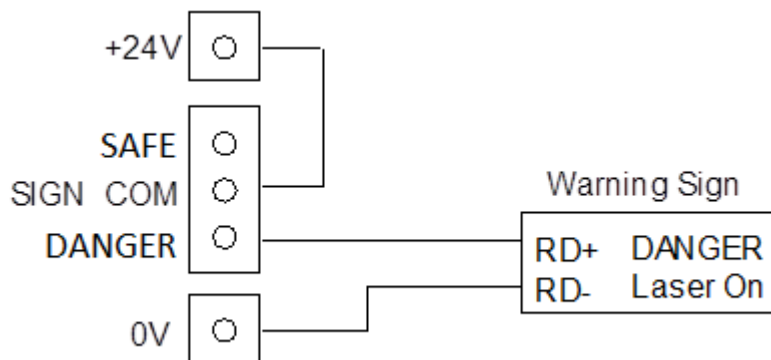 +24V
SAFE
SIGN COM
DANGER
0V
Warning Sign
RD+ DANGER
RD- Laser On